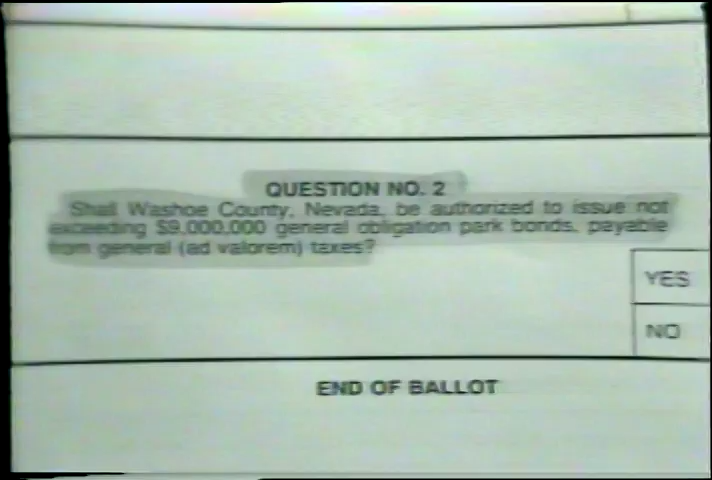 QUESTION NO. 2
Shall Washoe County, Nevada, be authorized to issue not
exceeding $9,000,000 general obligation park bonds, payable
from general (ad valorem) taxes?
YES
NO
END OF BALLOT